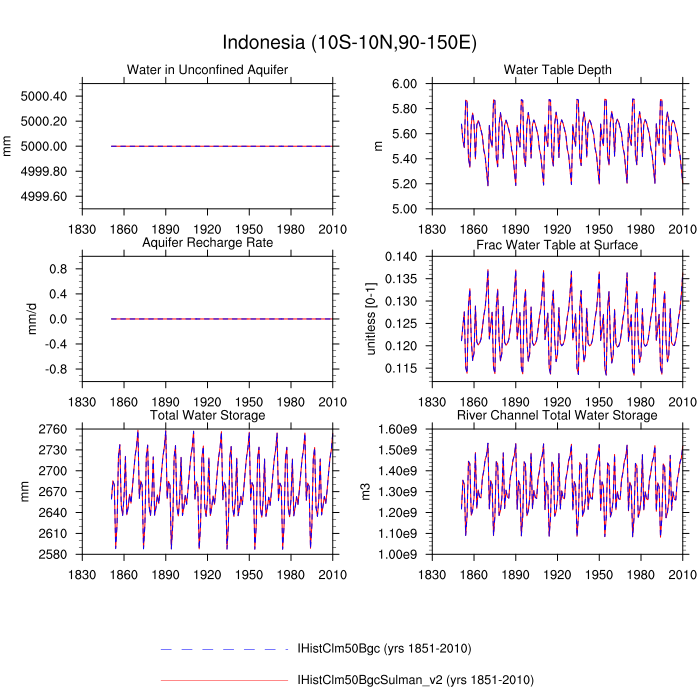 Indonesia (10S-10N,90-150E)
Water in Unconfined Aquifer
5000.40
5000.20
5000.00
4999.80
4999.60
mm
1830 1860 1890 1920 1950 1980 2010
Water Table Depth
6.00
5.80
5.60
5.40
5.20
5.00
m
1830 1860 1890 1920 1950 1980 2010
Aquifer Recharge Rate
0.8
0.4
0.0
-0.4
-0.8
mm/d
1830 1860 1890 1920 1950 1980 2010
Frac Water Table at Surface
0.140
0.135
0.130
0.125
0.120
0.115
unitless [0-1]
1830 1860 1890 1920 1950 1980 2010
Total Water Storage
2760
2730
2700
2670
2640
2610
2580
mm
1830 1860 1890 1920 1950 1980 2010
River Channel Total Water Storage
1.60e9
1.50e9
1.40e9
1.30e9
1.20e9
1.10e9
1.00e9
m3
1830 1860 1890 1920 1950 1980 2010
IHistClm50Bgc (yrs 1851-2010)
IHistClm50BgcSulman_v2 (yrs 1851-2010)